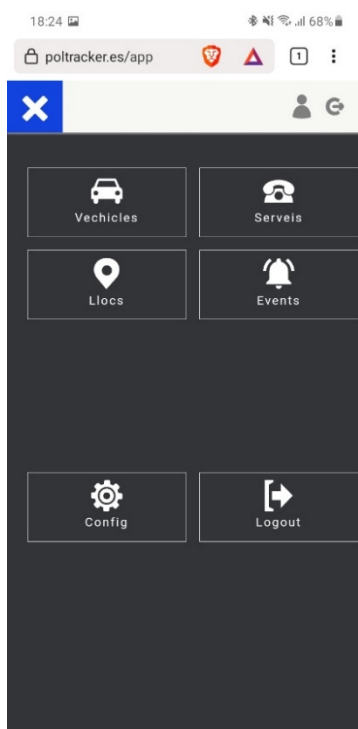 18:24 68%
poltracker.es/app 1
Vechicles Serveis
Llocs Events
Config Logout